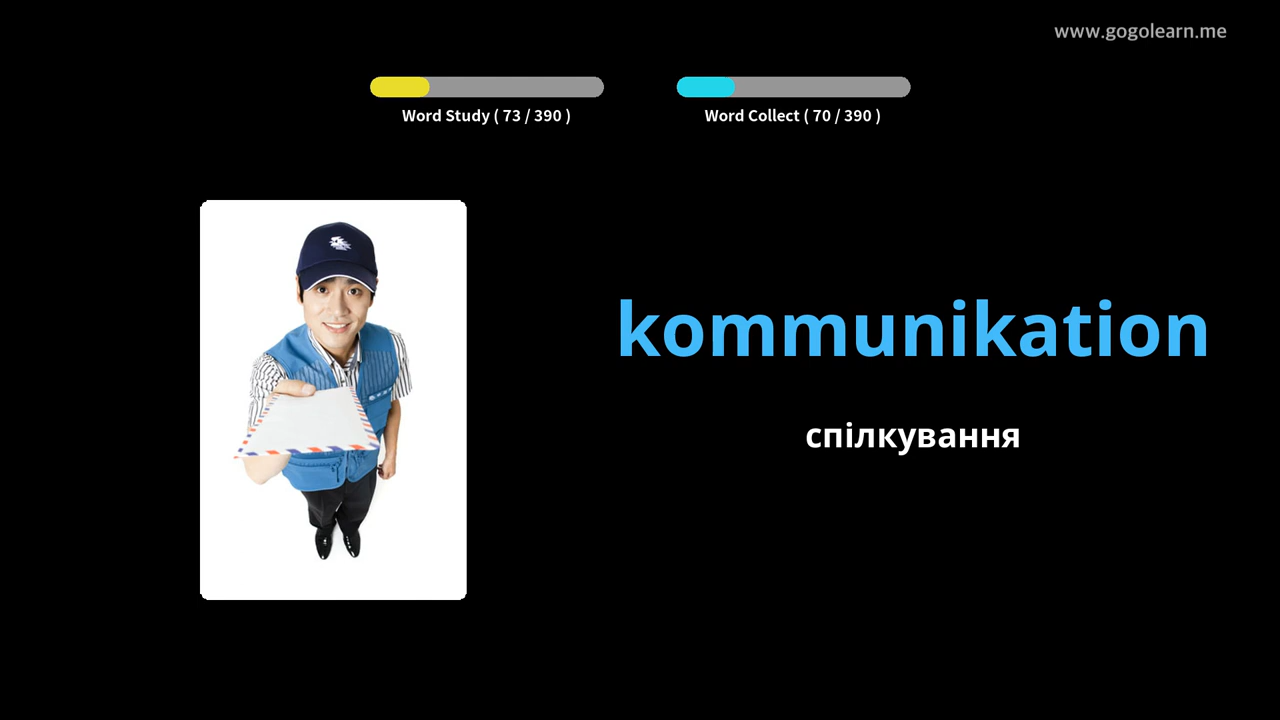 www.gogolearn.me
Word Study ( 73 / 390 )
Word Collect ( 70 / 390 )
kommunikation
спілкування